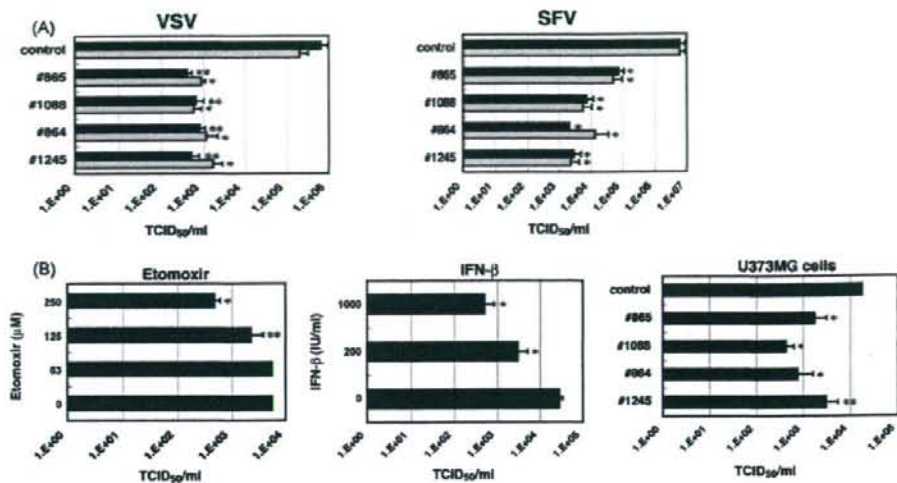 (A)
VSV
SFV
control
#865
#1088
#864
#1245
1.E+00
1.E+01
1.E+02
1.E+03
1.E+04
1.E+05
1.E+06
TCID50/ml
control
#865
#1088
#864
#1245
1.E+00
1.E+01
1.E+02
1.E+03
1.E+04
1.E+05
1.E+06
1.E+07
TCID50/ml
(B)
Etomoxir
Etomoxir (µM)
250
125
63
0
1.E+00
1.E+01
1.E+02
1.E+03
1.E+04
TCID50/ml
IFN-β
IFN-β (IU/ml)
1000
200
0
1.E+00
1.E+01
1.E+02
1.E+03
1.E+04
1.E+05
TCID50/ml
U373MG cells
control
#865
#1088
#864
#1245
1.E+00
1.E+01
1.E+02
1.E+03
1.E+04
1.E+05
TCID50/ml